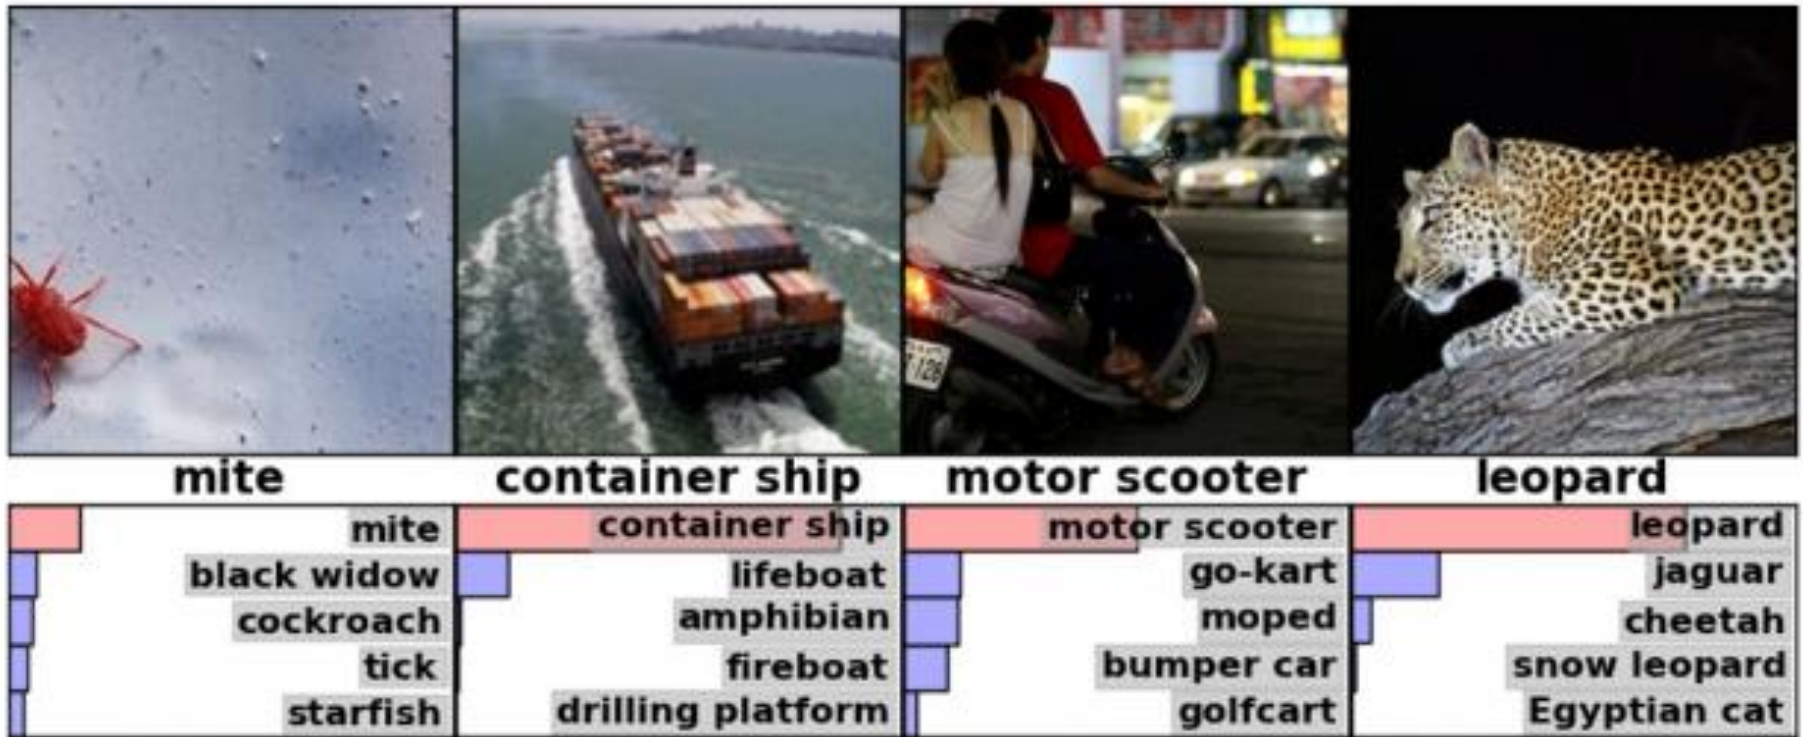 mite
mite
black widow
cockroach
tick
starfish
container ship
container ship
lifeboat
amphibian
fireboat
drilling platform
motor scooter
motor scooter
go-kart
moped
bumper car
golfcart
leopard
leopard
jaguar
cheetah
snow leopard
Egyptian cat